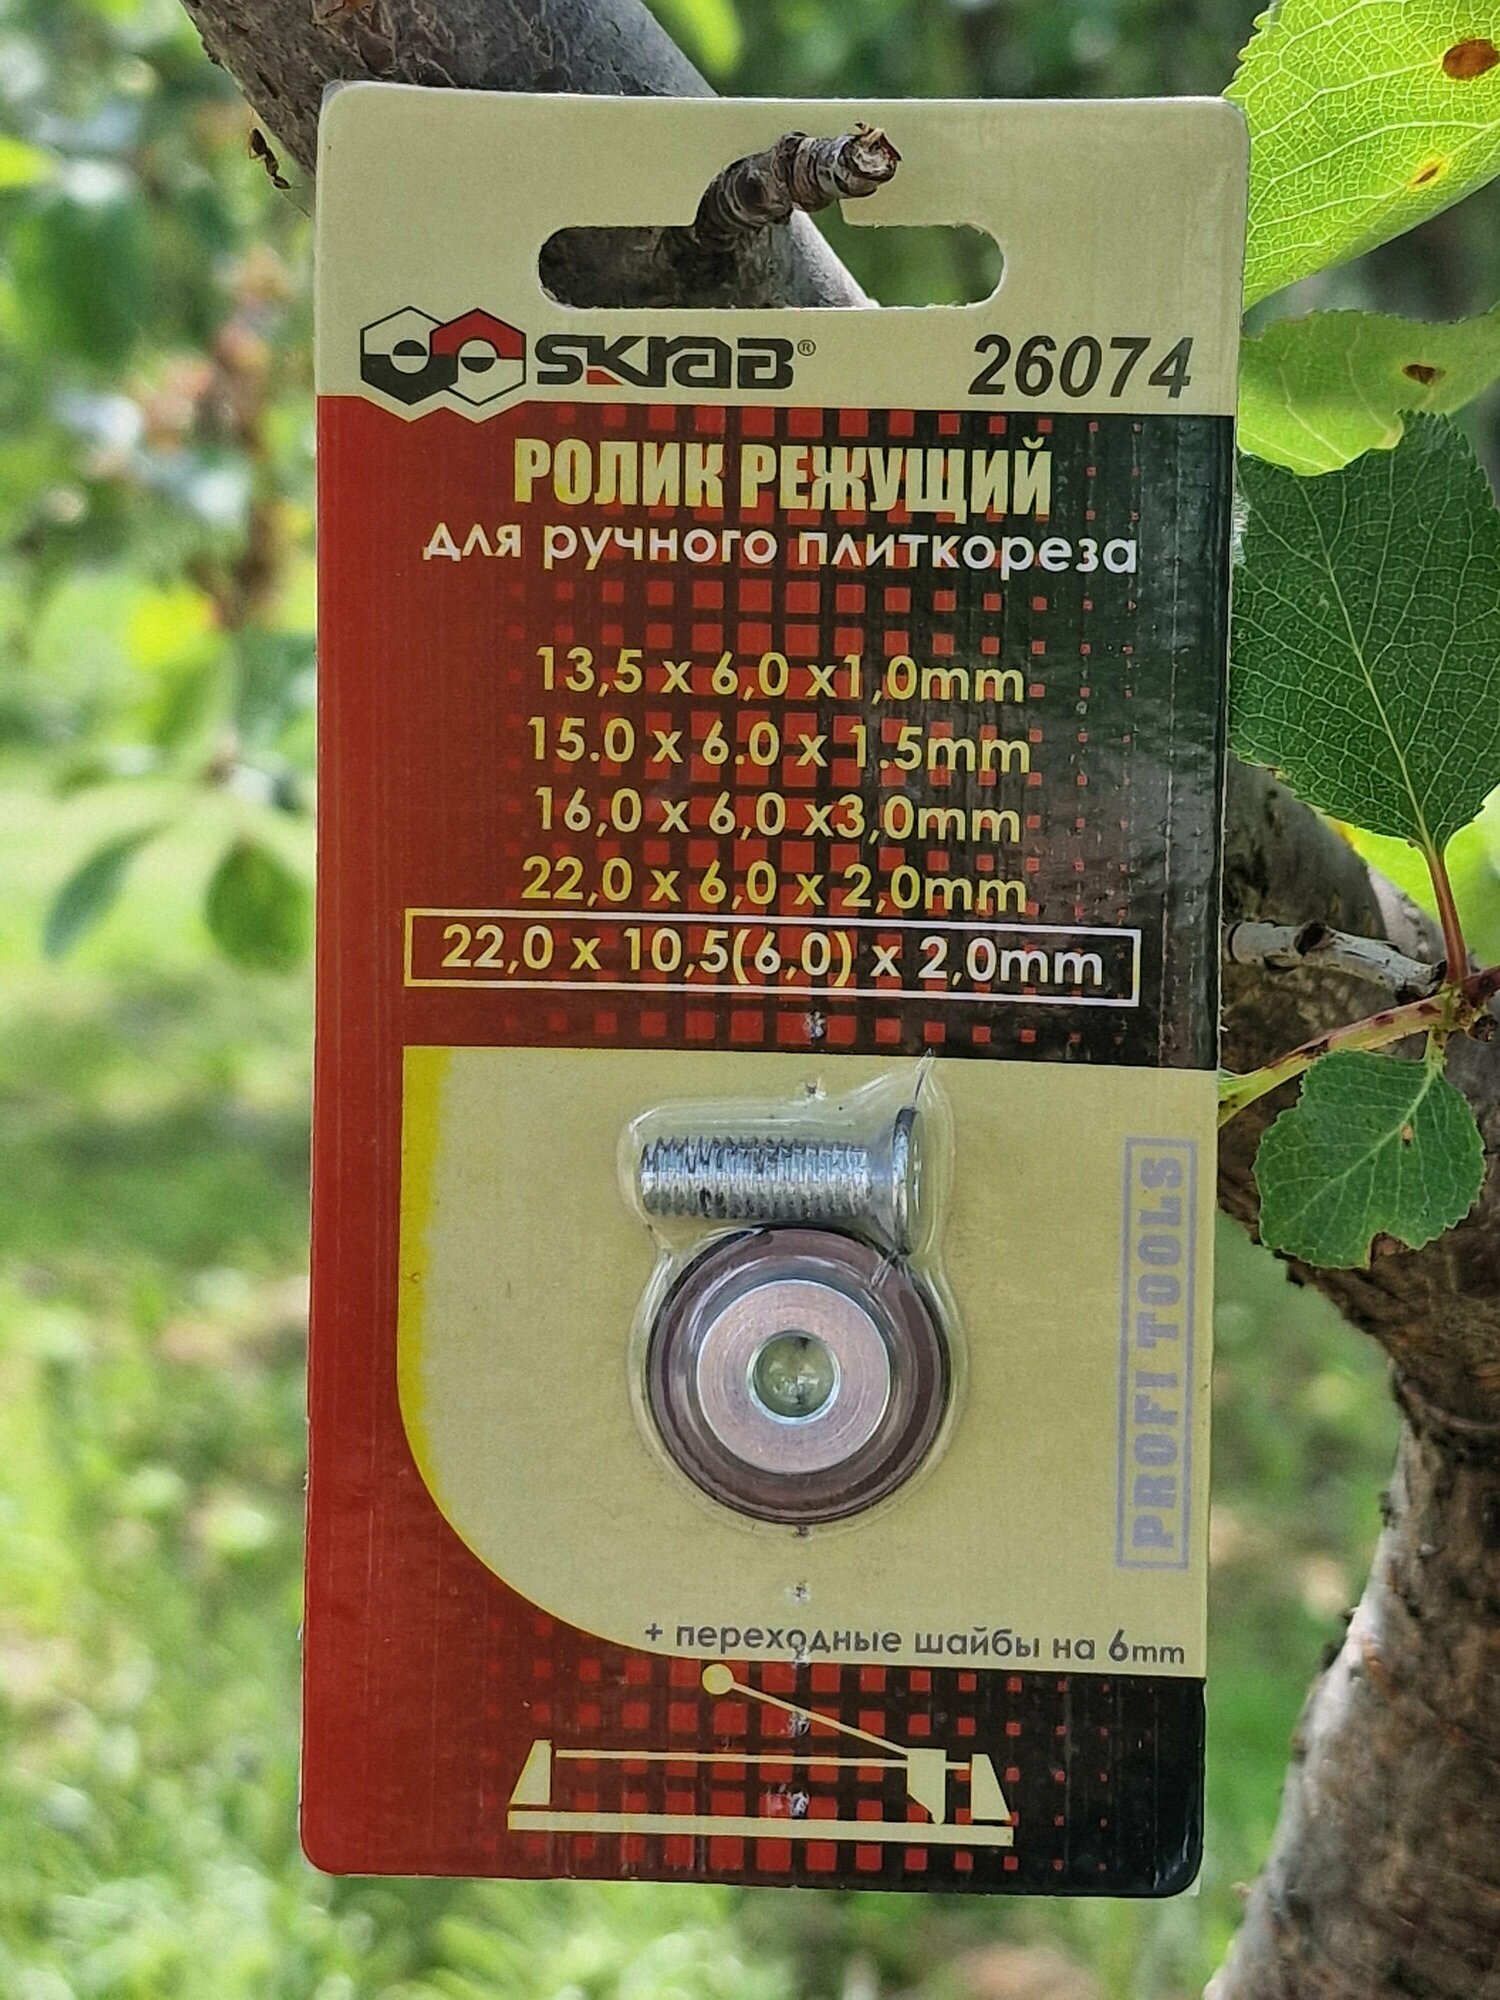 SKRAB® 26074
РОЛИК РЕЖУЩИЙ
для ручного плиткореза
13,5 x 6,0 x1,0mm
15.0 x 6.0 x 1.5mm
16,0 x 6,0 x3,0mm
22,0 x 6,0 x 2,0mm
22,0 x 10,5(6,0) x 2,0mm
PROFI TOOLS
+ переходные шайбы на 6mm